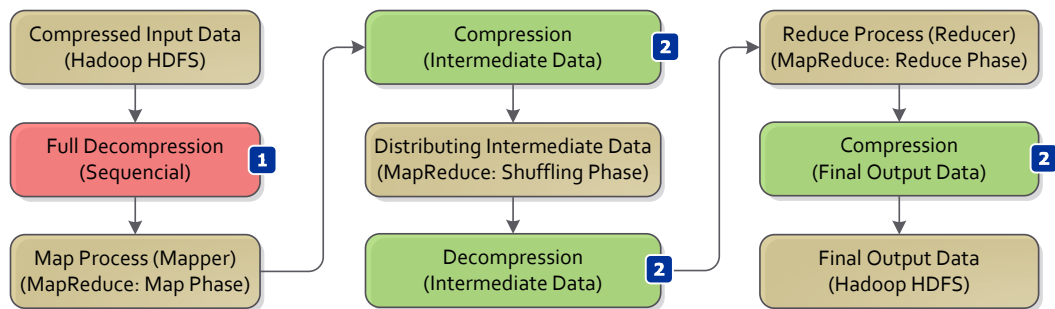 Compressed Input Data
(Hadoop HDFS)
Full Decompression
(Sequencial)
1
Map Process (Mapper)
(MapReduce: Map Phase)
Compression
(Intermediate Data)
2
Distributing Intermediate Data
(MapReduce: Shuffling Phase)
Decompression
(Intermediate Data)
2
Reduce Process (Reducer)
(MapReduce: Reduce Phase)
Compression
(Final Output Data)
2
Final Output Data
(Hadoop HDFS)